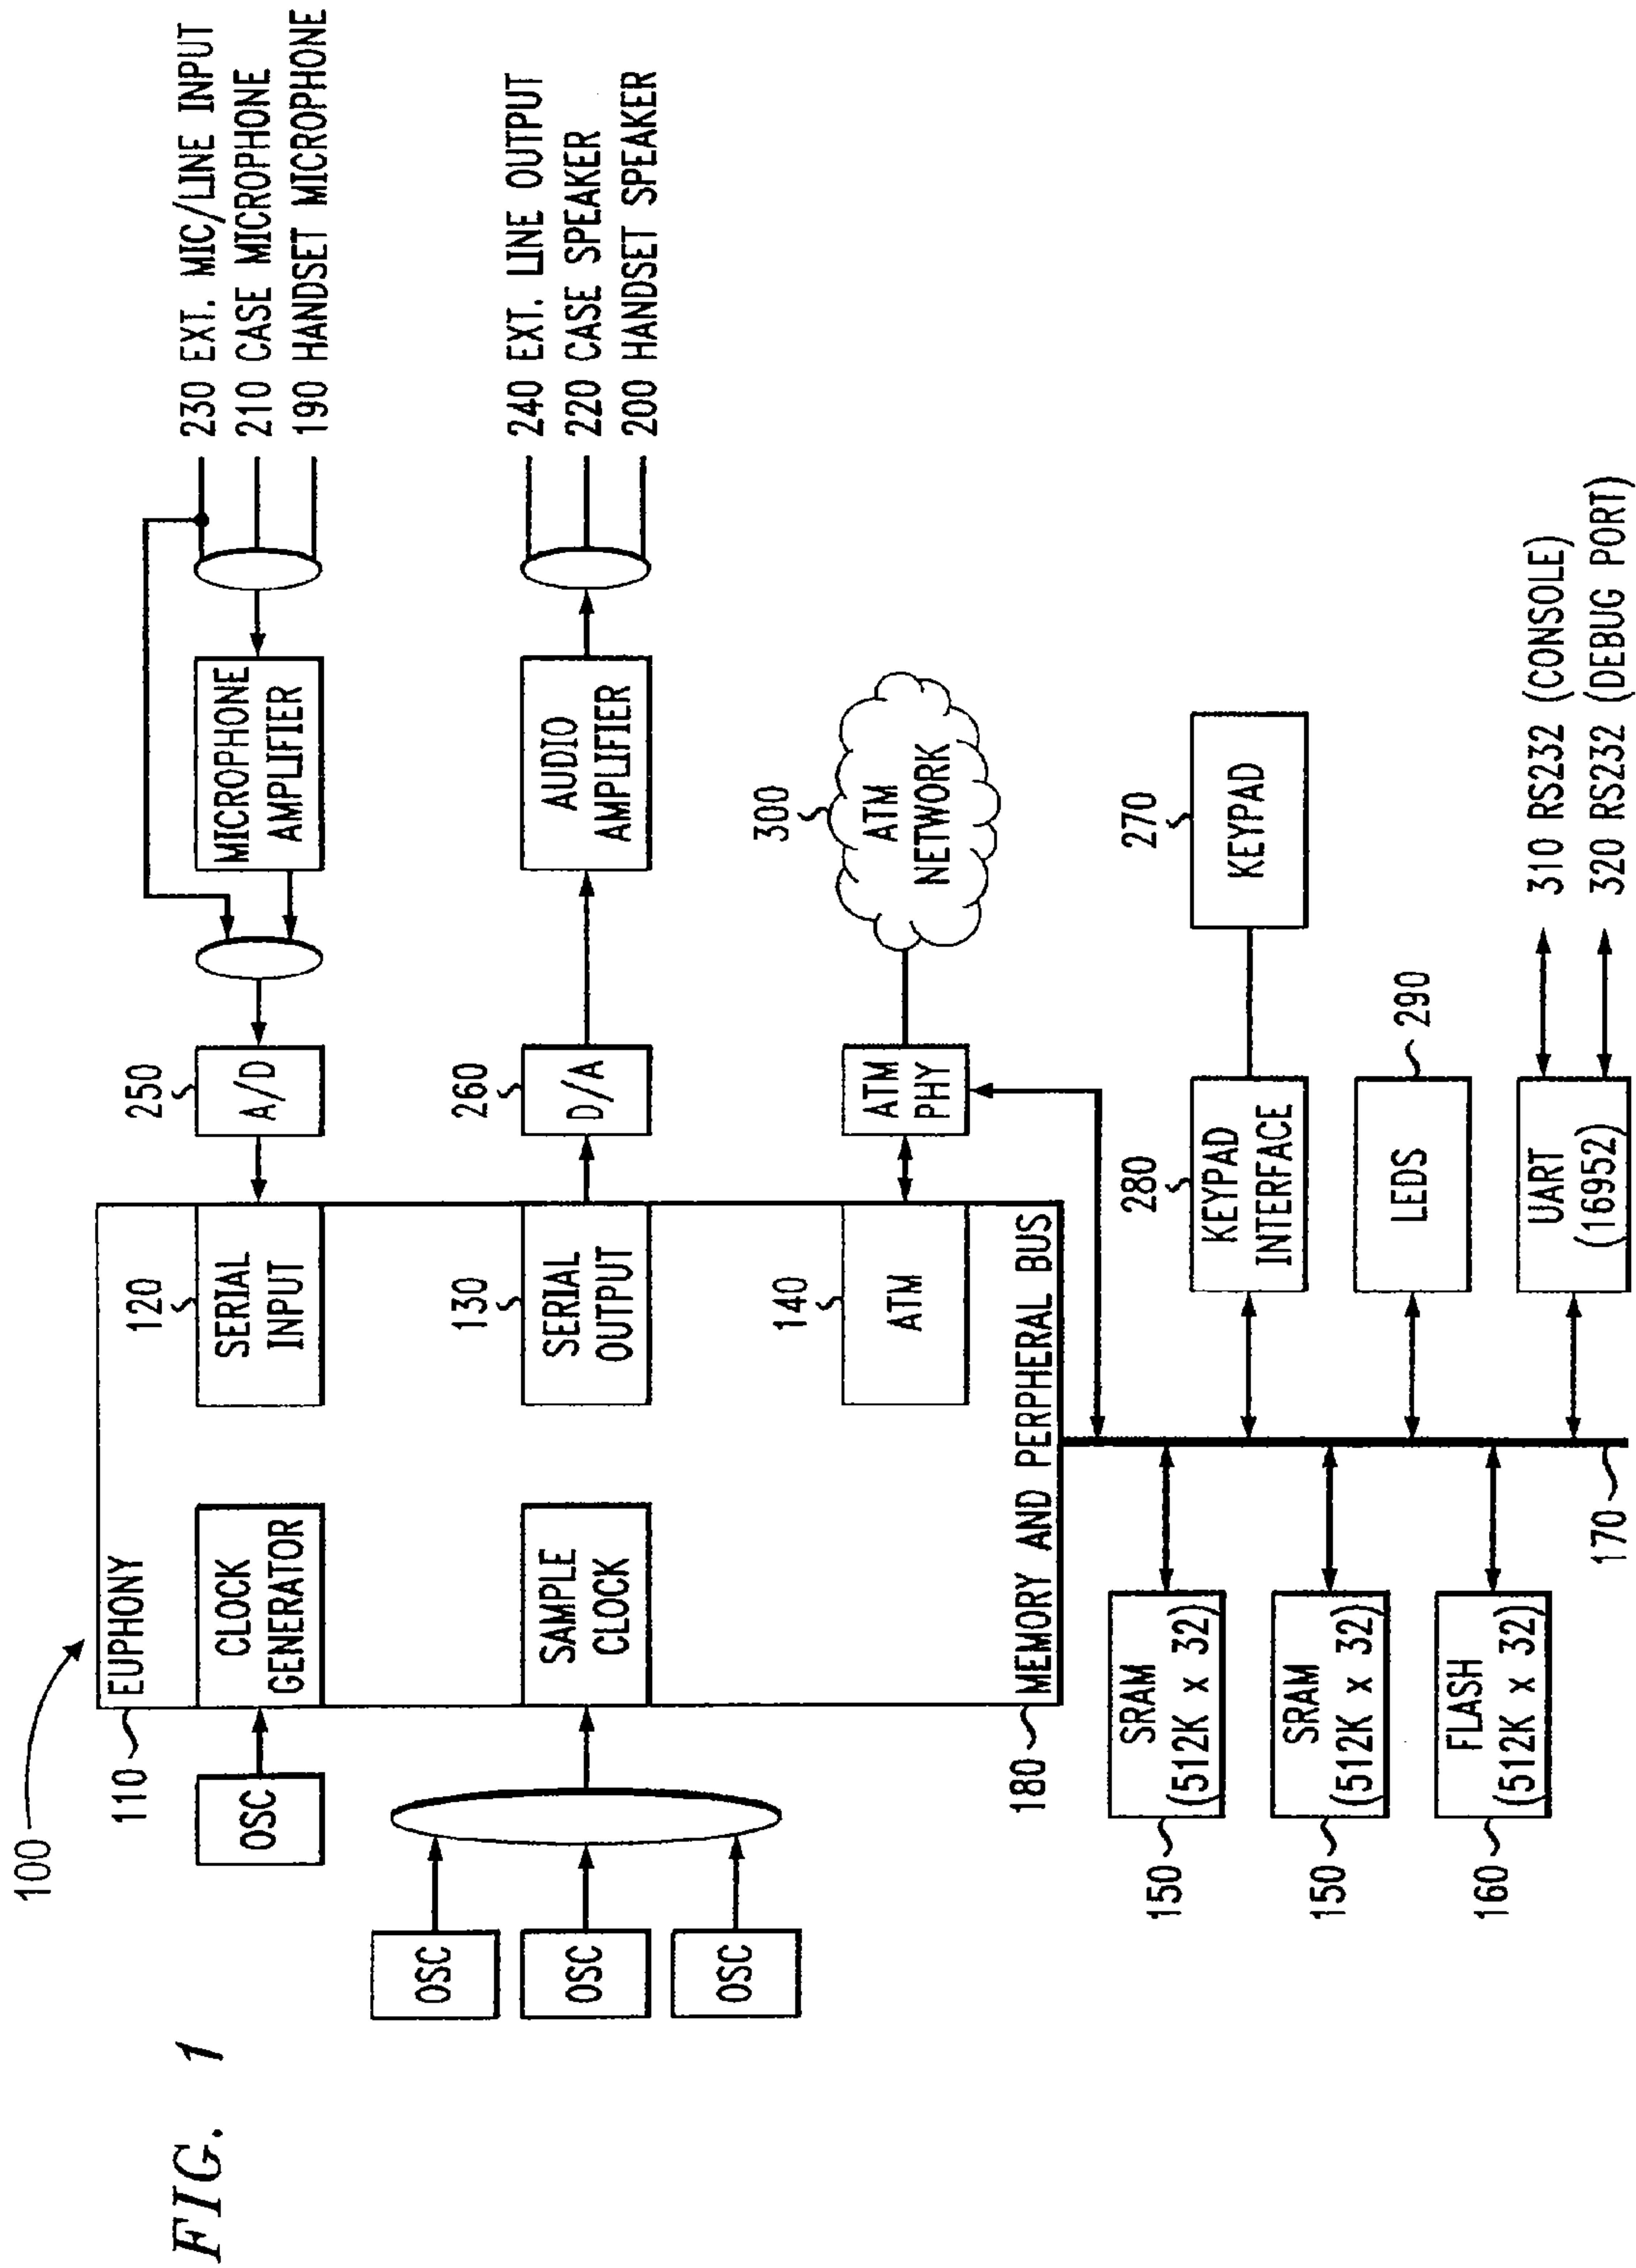 FIG. 1
100
110
EUPHONY
OSC
CLOCK
GENERATOR
120
SERIAL
INPUT
250
A/D
MICROPHONE
AMPLIFIER
230 EXT. MIC/LINE INPUT
210 CASE MICROPHONE
190 HANDSET MICROPHONE
OSC
OSC
OSC
SAMPLE
CLOCK
130
SERIAL
OUTPUT
260
D/A
AUDIO
AMPLIFIER
240 EXT. LINE OUTPUT
220 CASE SPEAKER
200 HANDSET SPEAKER
140
ATM
ATM
PHY
300
ATM
NETWORK
180
MEMORY AND PERPHERAL BUS
150
SRAM
(512K x 32)
150
SRAM
(512K x 32)
160
FLASH
(512K x 32)
170
280
KEYPAD
INTERFACE
270
KEYPAD
LEDS
290
UART
(16952)
310 RS232 (CONSOLE)
320 RS232 (DEBUG PORT)